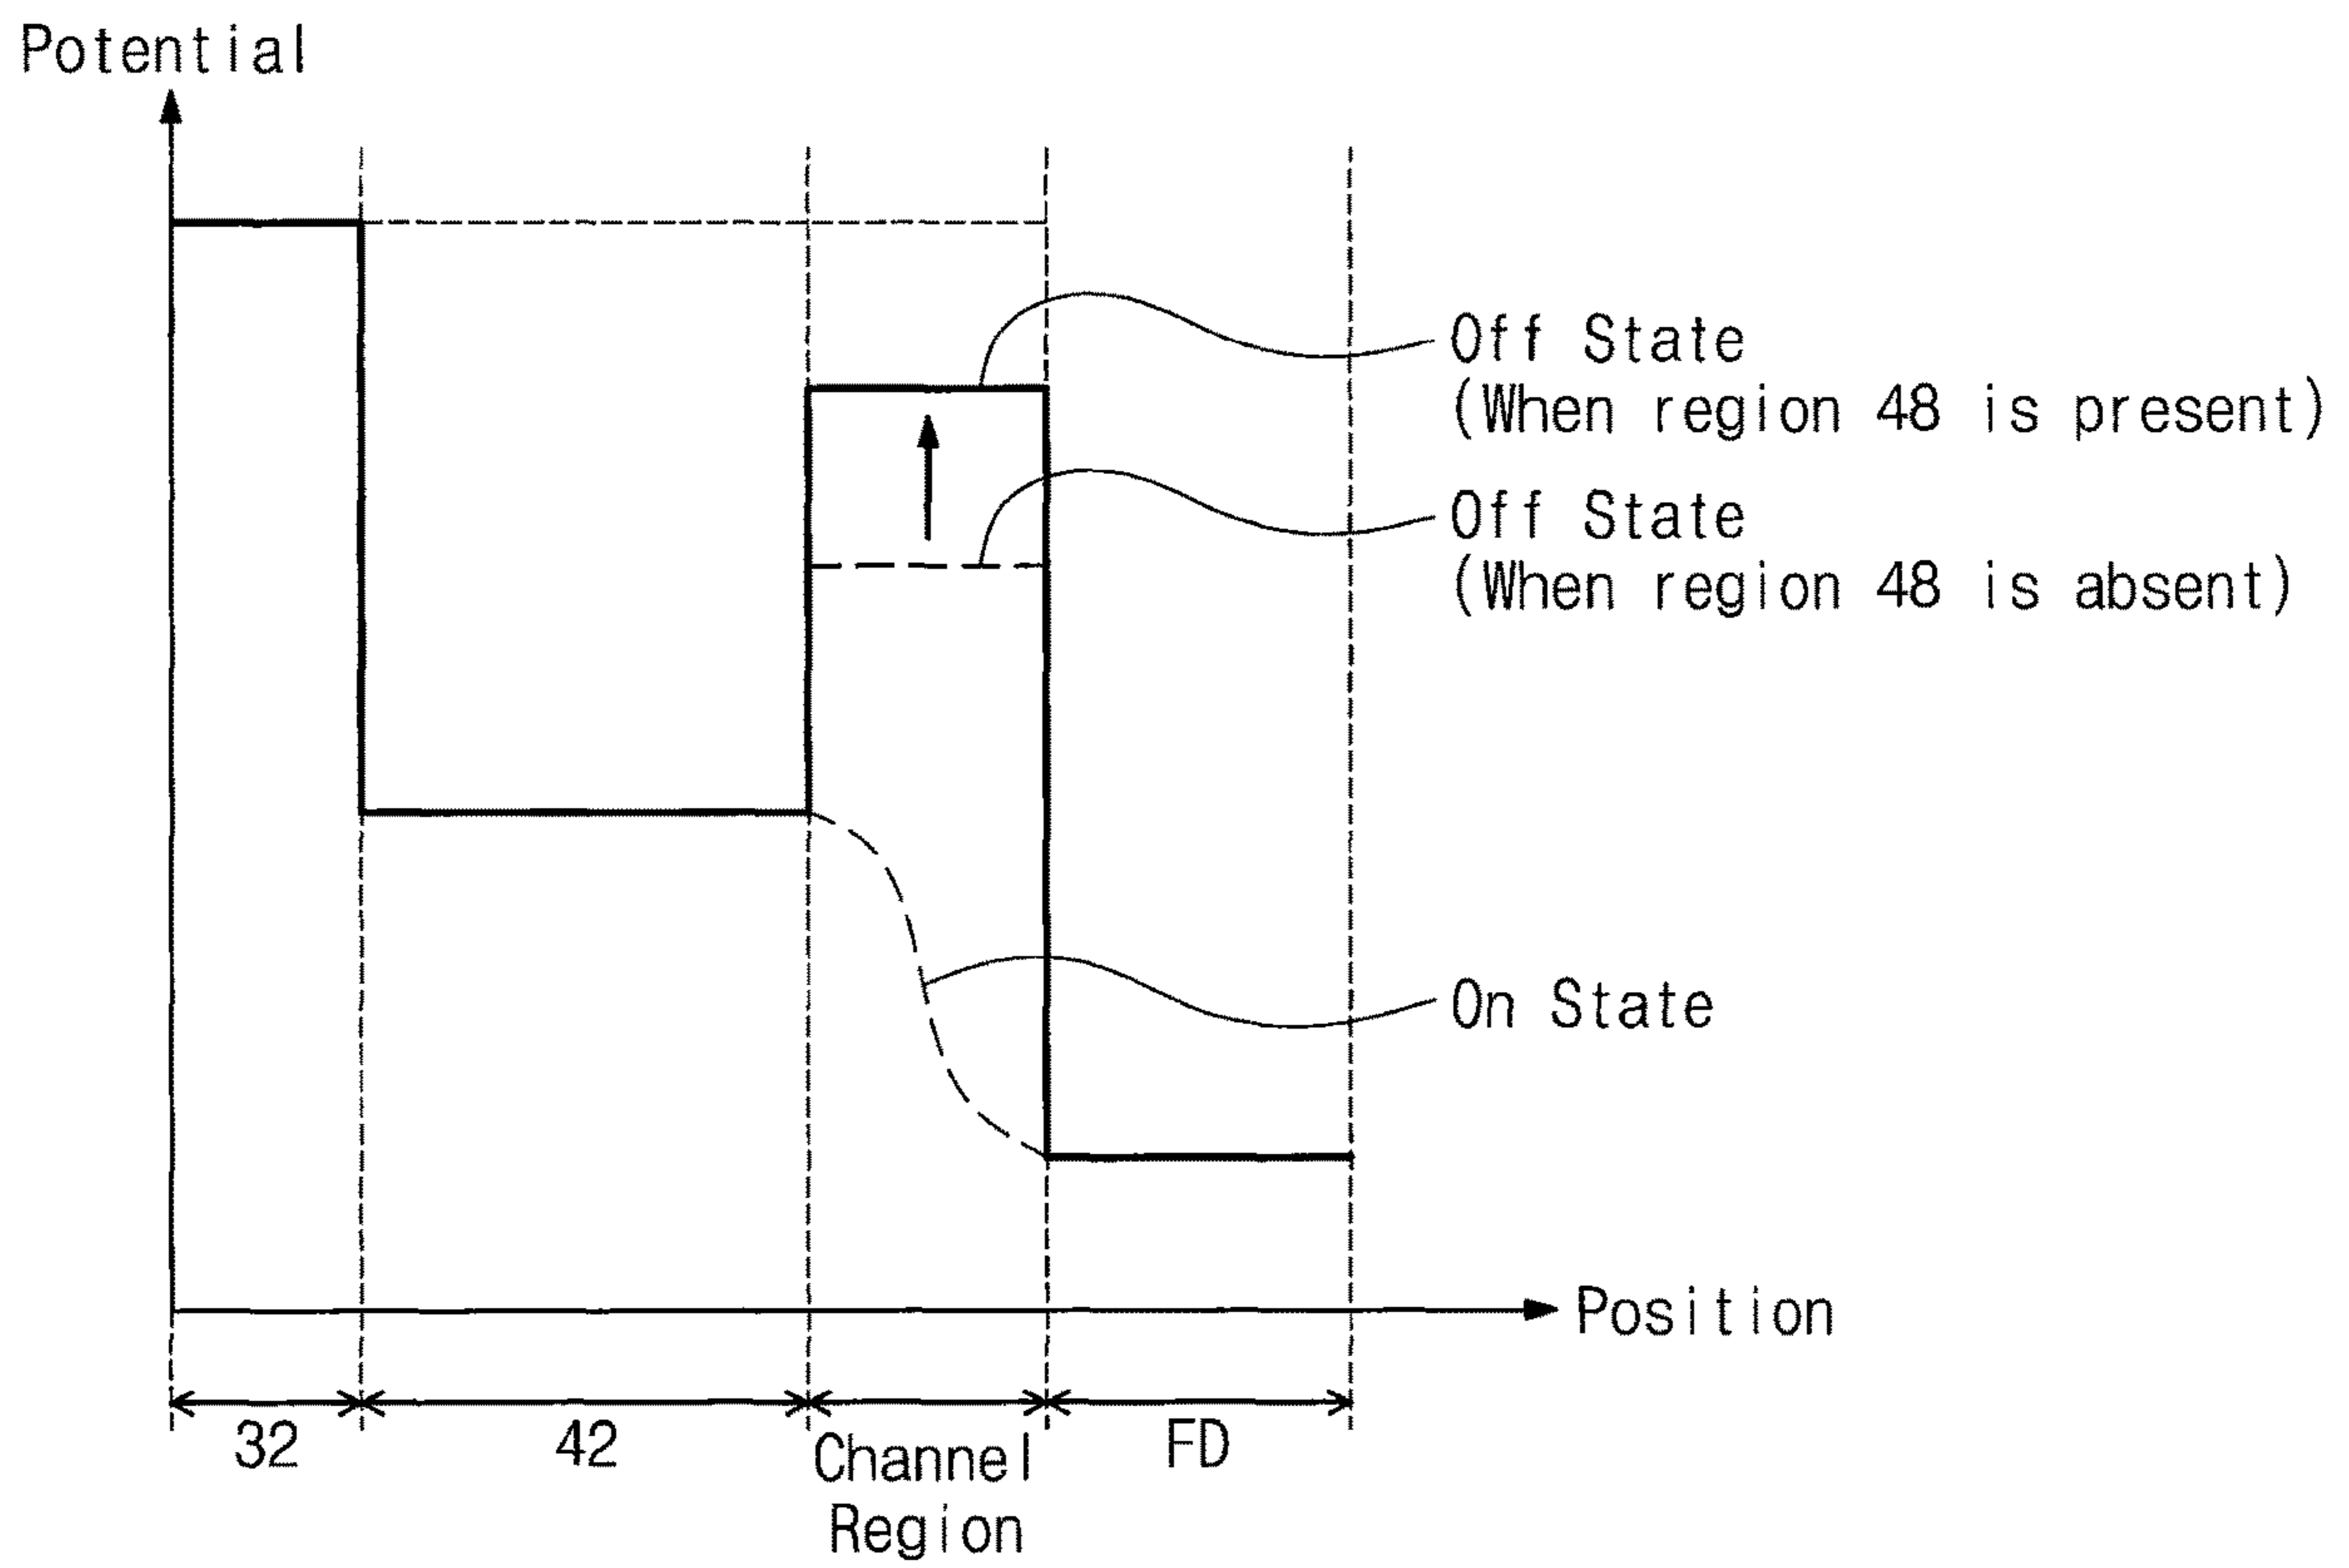 Potential
Off State
(When region 48 is present)
Off State
(When region 48 is absent)
On State
Position
32
42
Channel
Region
FD